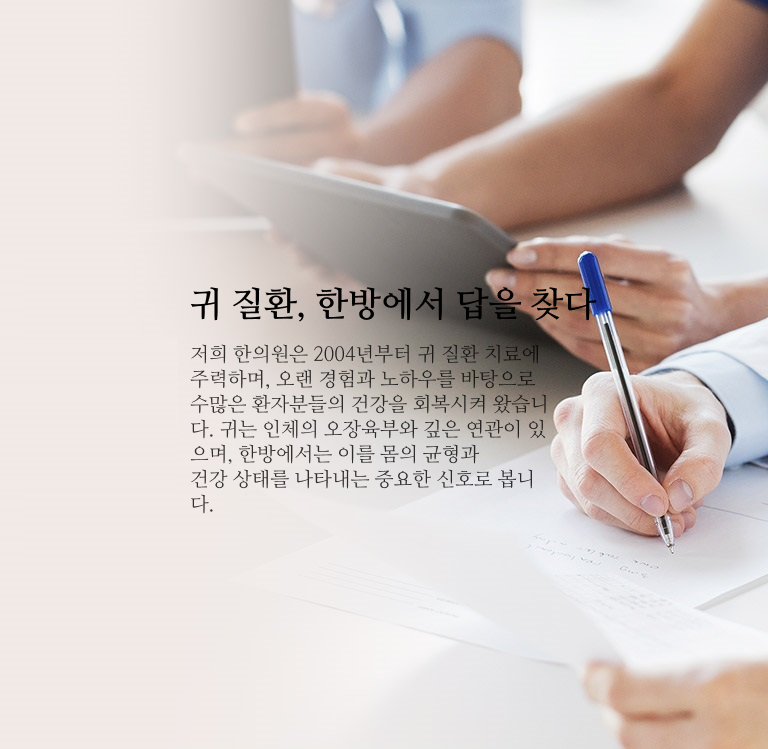 귀 질환, 한방에서 답을 찾다
저희 한의원은 2004년부터 귀 질환 치료에
주력하며, 오랜 경험과 노하우를 바탕으로
수많은 환자분들의 건강을 회복시켜 왔습니
다. 귀는 인체의 오장육부와 깊은 연관이 있
으며, 한방에서는 이를 몸의 균형과
건강 상태를 나타내는 중요한 신호로 봅니
다.